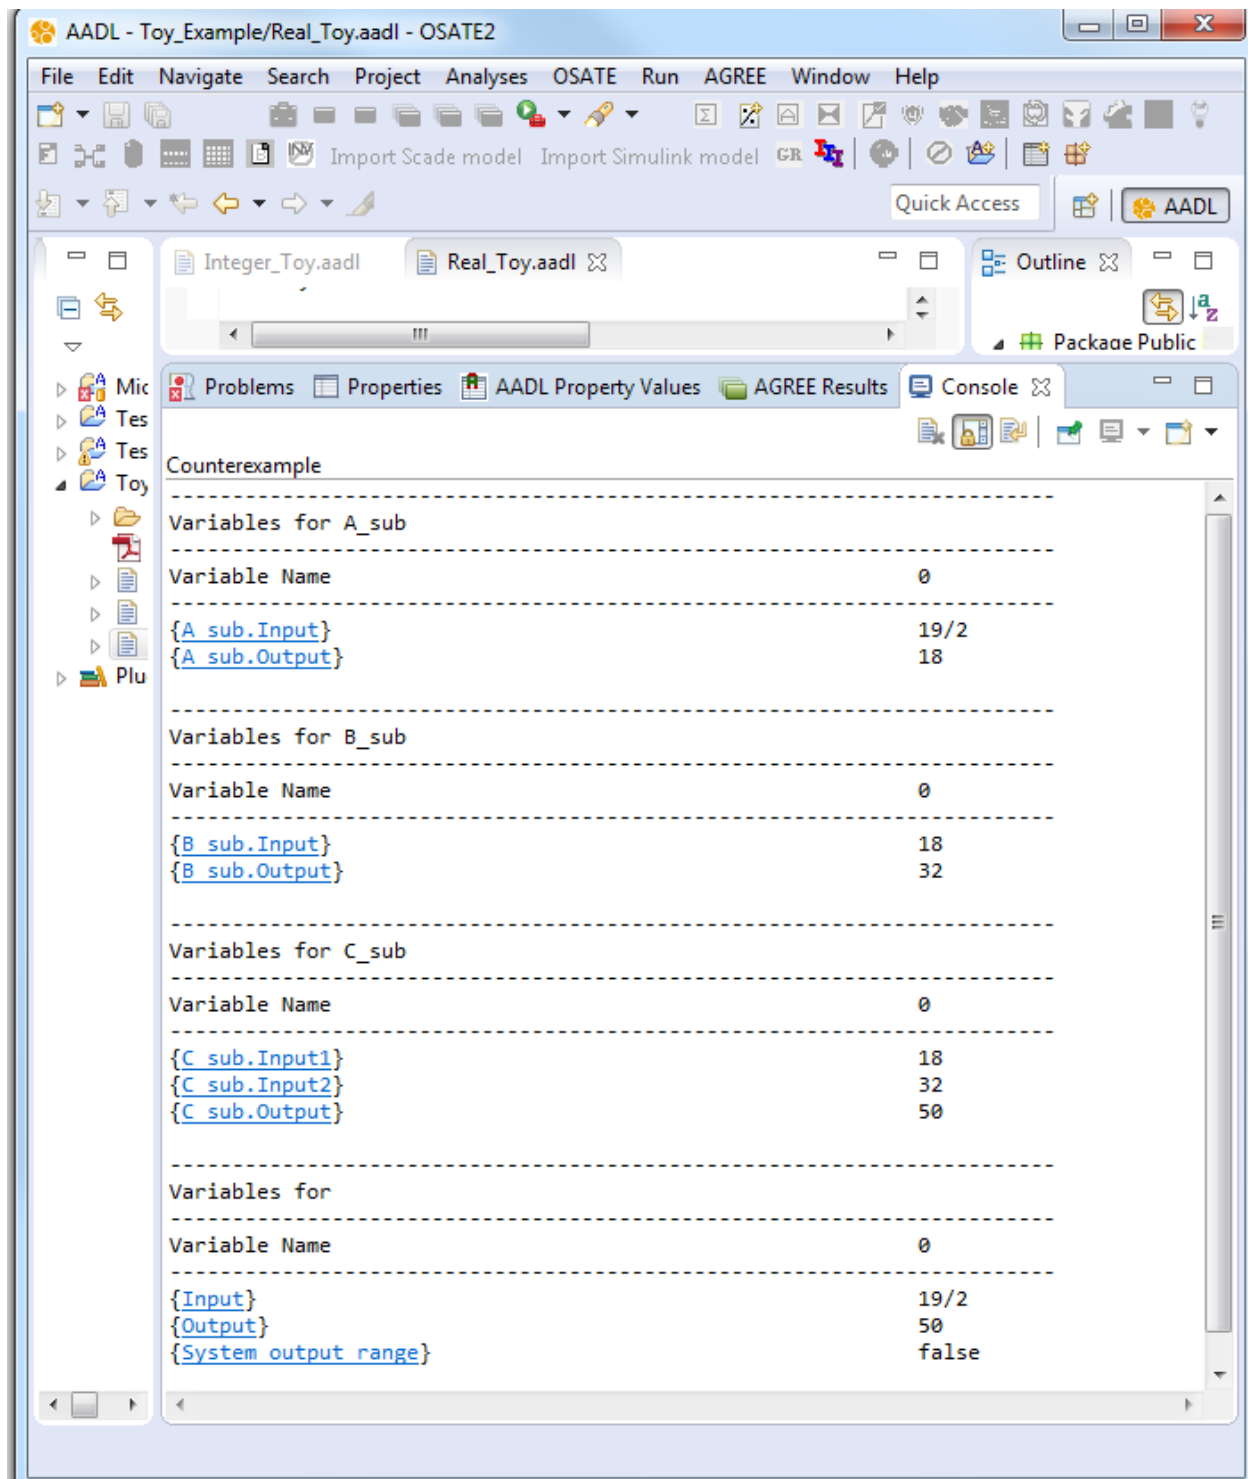 AADL - Toy_Example/Real_Toy.aadl - OSATE2
File Edit Navigate Search Project Analyses OSATE Run AGREE Window Help
Import Scade model Import Simulink model GR
Quick Access AADL
Integer_Toy.aadl Real_Toy.aadl Outline
Package Public
Problems Properties AADL Property Values AGREE Results Console
Mic
Tes
Tes
Toy
Plu
Counterexample
--------------------------------------------------------------------
Variables for A_sub
--------------------------------------------------------------------
Variable Name 0
--------------------------------------------------------------------
{A_sub.Input} 19/2
{A_sub.Output} 18
--------------------------------------------------------------------
Variables for B_sub
--------------------------------------------------------------------
Variable Name 0
--------------------------------------------------------------------
{B_sub.Input} 18
{B_sub.Output} 32
--------------------------------------------------------------------
Variables for C_sub
--------------------------------------------------------------------
Variable Name 0
--------------------------------------------------------------------
{C_sub.Input1} 18
{C_sub.Input2} 32
{C_sub.Output} 50
--------------------------------------------------------------------
Variables for
--------------------------------------------------------------------
Variable Name 0
--------------------------------------------------------------------
{Input} 19/2
{Output} 50
{System output range} false